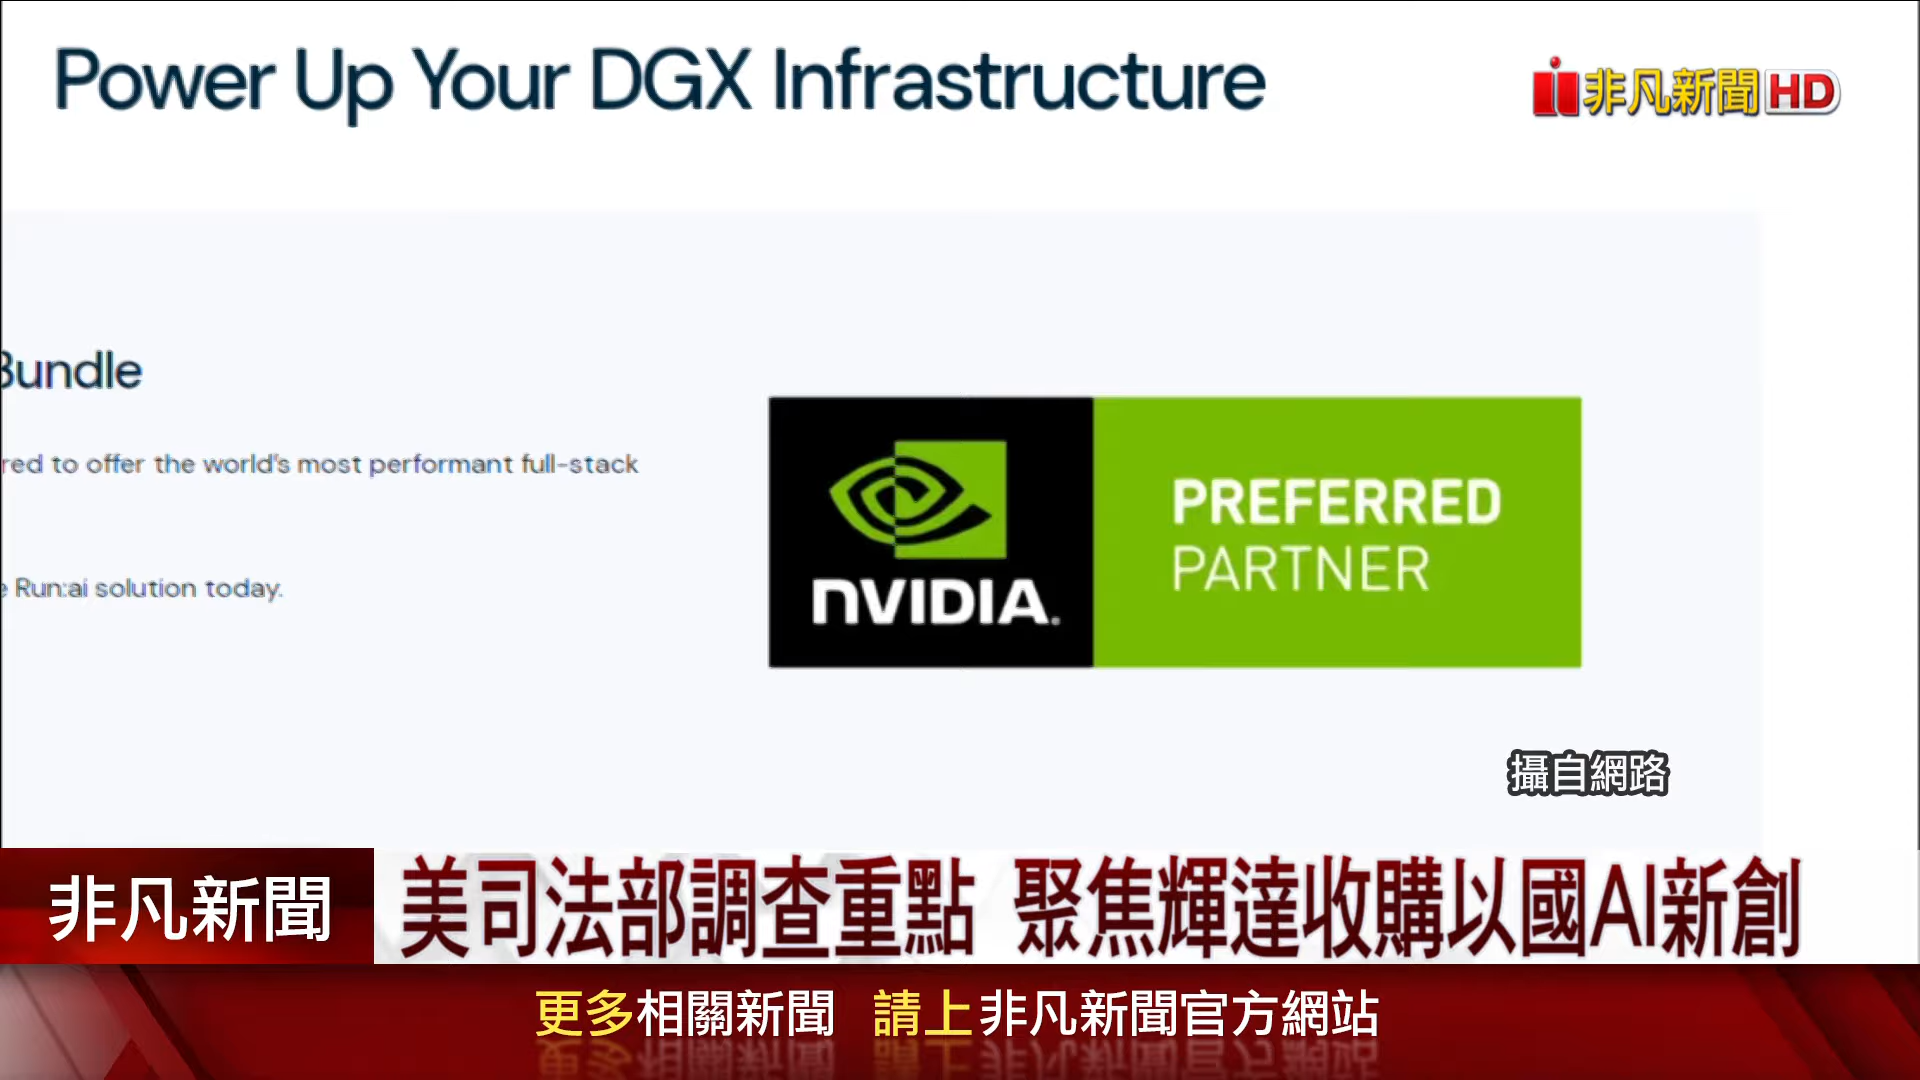 Power Up Your DGX Infrastructure
非凡新聞HD
Bundle
red to offer the world's most performant full-stack
e Run:ai solution today.
NVIDIA.
PREFERRED
PARTNER
攝自網路
非凡新聞
美司法部調查重點 聚焦輝達收購以國AI新創
更多相關新聞 請上非凡新聞官方網站